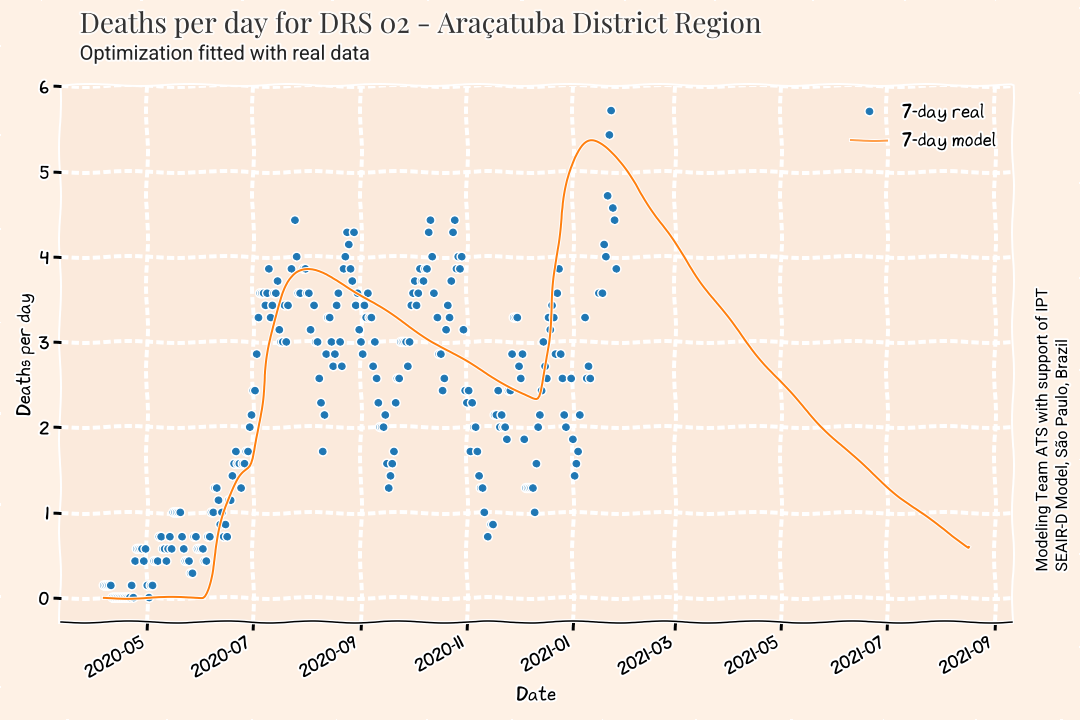 Deaths per day for DRS 02 - Araçatuba District Region
Optimization fitted with real data
7-day real
7-day model
Deaths per day
6
5
4
3
2
1
0
2020-05
2020-07
2020-09
2020-11
2021-01
2021-03
2021-05
2021-07
2021-09
Date
Modeling Team ATS with support of IPT
SEAIR-D Model, São Paulo, Brazil